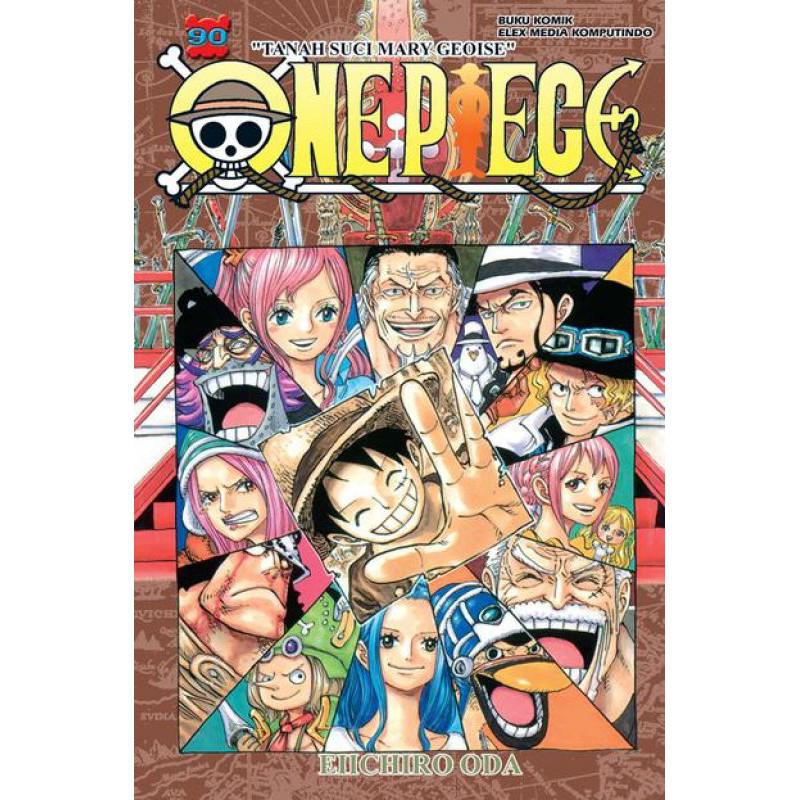 90
BUKU KOMIK
ELEX MEDIA KOMPUTINDO
"TANAH SUCI MARY GEOISE"
ONE PIECE
EIICHIRO ODA